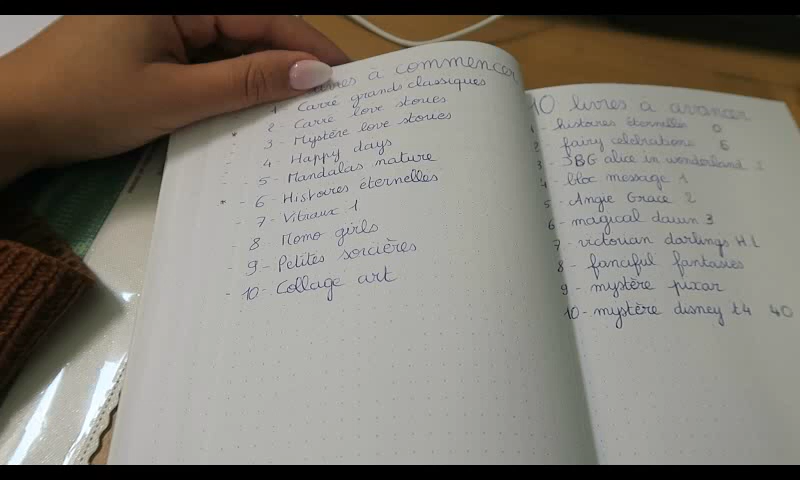 livres à commencer
1 - Carré grands classiques
* 2 - Carré love stories
3 - Mystère love stories
4 - Happy days
- 5 - Mandalas nature
* - 6 - Histoires éternelles
- 7 - Vitraux 1
- 8 - Momo girls
- 9 - Petites sorcières
- 10 - Collage art
10 livres à avancer
1 - histoires éternelles 0
2 - fairy celebrations 6
3 - JBG alice in wonderland
4 - bloc message 1
5 - Angie Grace 2
6 - magical dawn 3
7 - victorian darlings HL
8 - fanciful fantasies
9 - mystère pixar
10 - mystère disney t4 40